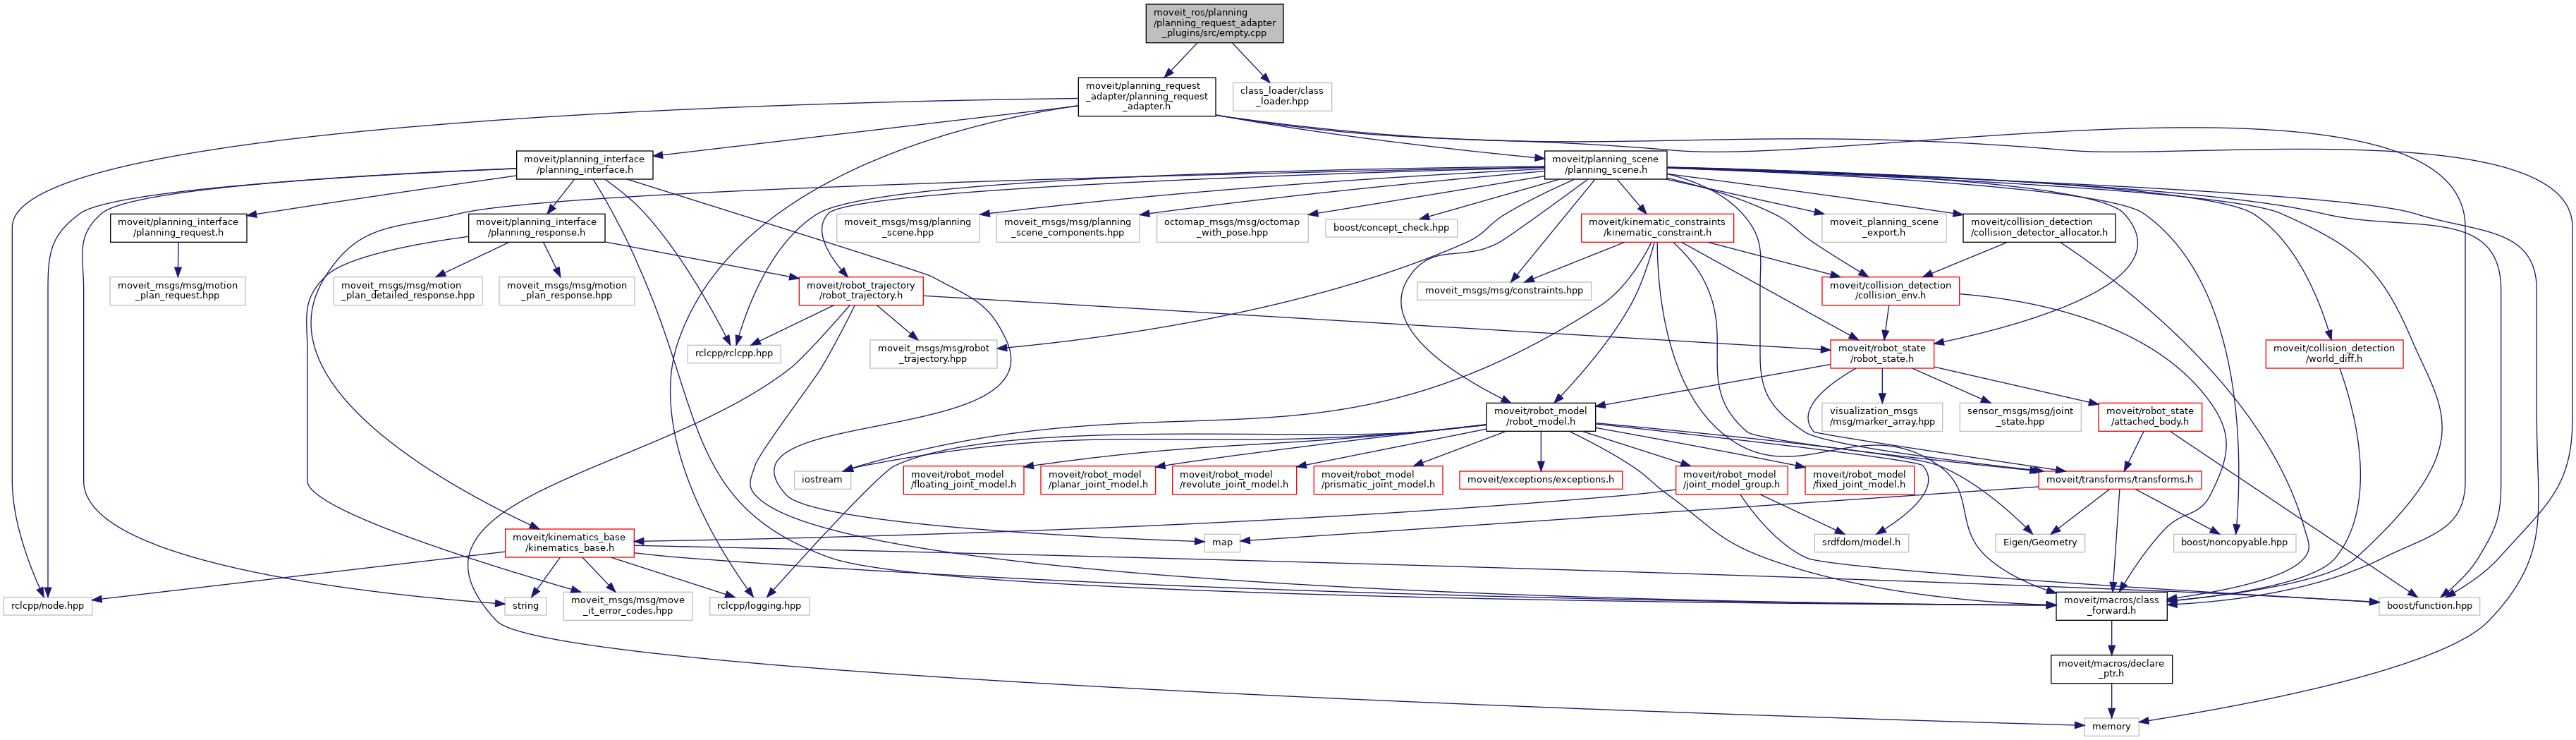 moveit_ros/planning
/planning_request_adapter
_plugins/src/empty.cpp
moveit/planning_request
_adapter/planning_request
_adapter.h
class_loader/class
_loader.hpp
moveit/planning_interface
/planning_interface.h
moveit/planning_scene
/planning_scene.h
moveit/planning_interface
/planning_request.h
moveit/planning_interface
/planning_response.h
moveit_msgs/msg/planning
_scene.hpp
moveit_msgs/msg/planning
_scene_components.hpp
octomap_msgs/msg/octomap
_with_pose.hpp
boost/concept_check.hpp
moveit/kinematic_constraints
/kinematic_constraint.h
moveit_planning_scene
_export.h
moveit/collision_detection
/collision_detector_allocator.h
moveit_msgs/msg/motion
_plan_request.hpp
moveit_msgs/msg/motion
_plan_detailed_response.hpp
moveit_msgs/msg/motion
_plan_response.hpp
moveit/robot_trajectory
/robot_trajectory.h
moveit_msgs/msg/constraints.hpp
moveit/collision_detection
/collision_env.h
rclcpp/rclcpp.hpp
moveit_msgs/msg/robot
_trajectory.hpp
moveit/robot_state
/robot_state.h
moveit/collision_detection
/world_diff.h
moveit/robot_model
/robot_model.h
visualization_msgs
/msg/marker_array.hpp
sensor_msgs/msg/joint
_state.hpp
moveit/robot_state
/attached_body.h
iostream
moveit/robot_model
/floating_joint_model.h
moveit/robot_model
/planar_joint_model.h
moveit/robot_model
/revolute_joint_model.h
moveit/robot_model
/prismatic_joint_model.h
moveit/exceptions/exceptions.h
moveit/robot_model
/joint_model_group.h
moveit/robot_model
/fixed_joint_model.h
moveit/transforms/transforms.h
moveit/kinematics_base
/kinematics_base.h
map
srdfdom/model.h
Eigen/Geometry
boost/noncopyable.hpp
rclcpp/node.hpp
string
moveit_msgs/msg/move
_it_error_codes.hpp
rclcpp/logging.hpp
moveit/macros/class
_forward.h
boost/function.hpp
moveit/macros/declare
_ptr.h
memory